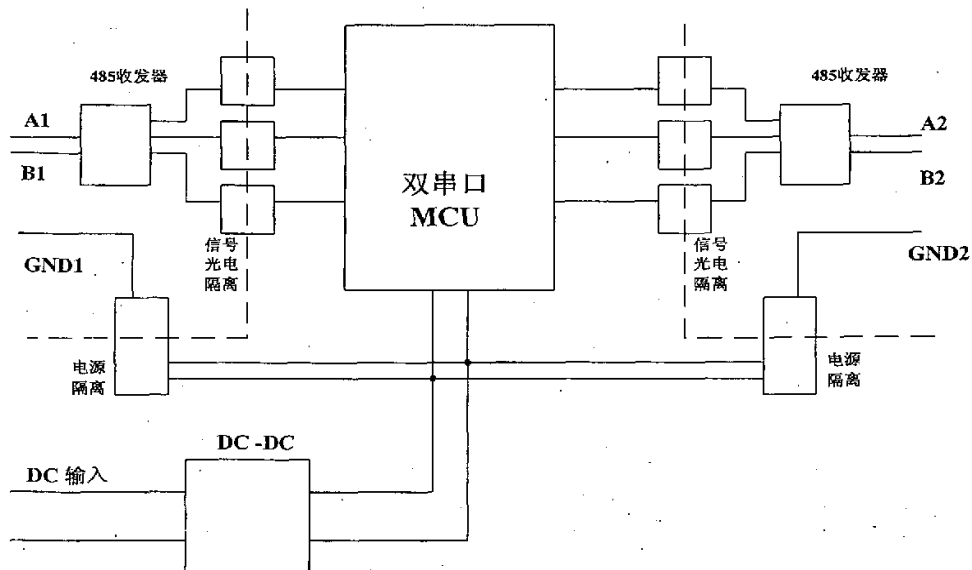 485收发器
485收发器
A1
B1
A2
B2
双串口
MCU
GND1
信号
光电
隔离
信号
光电
隔离
GND2
电源
隔离
电源
隔离
DC -DC
DC 输入